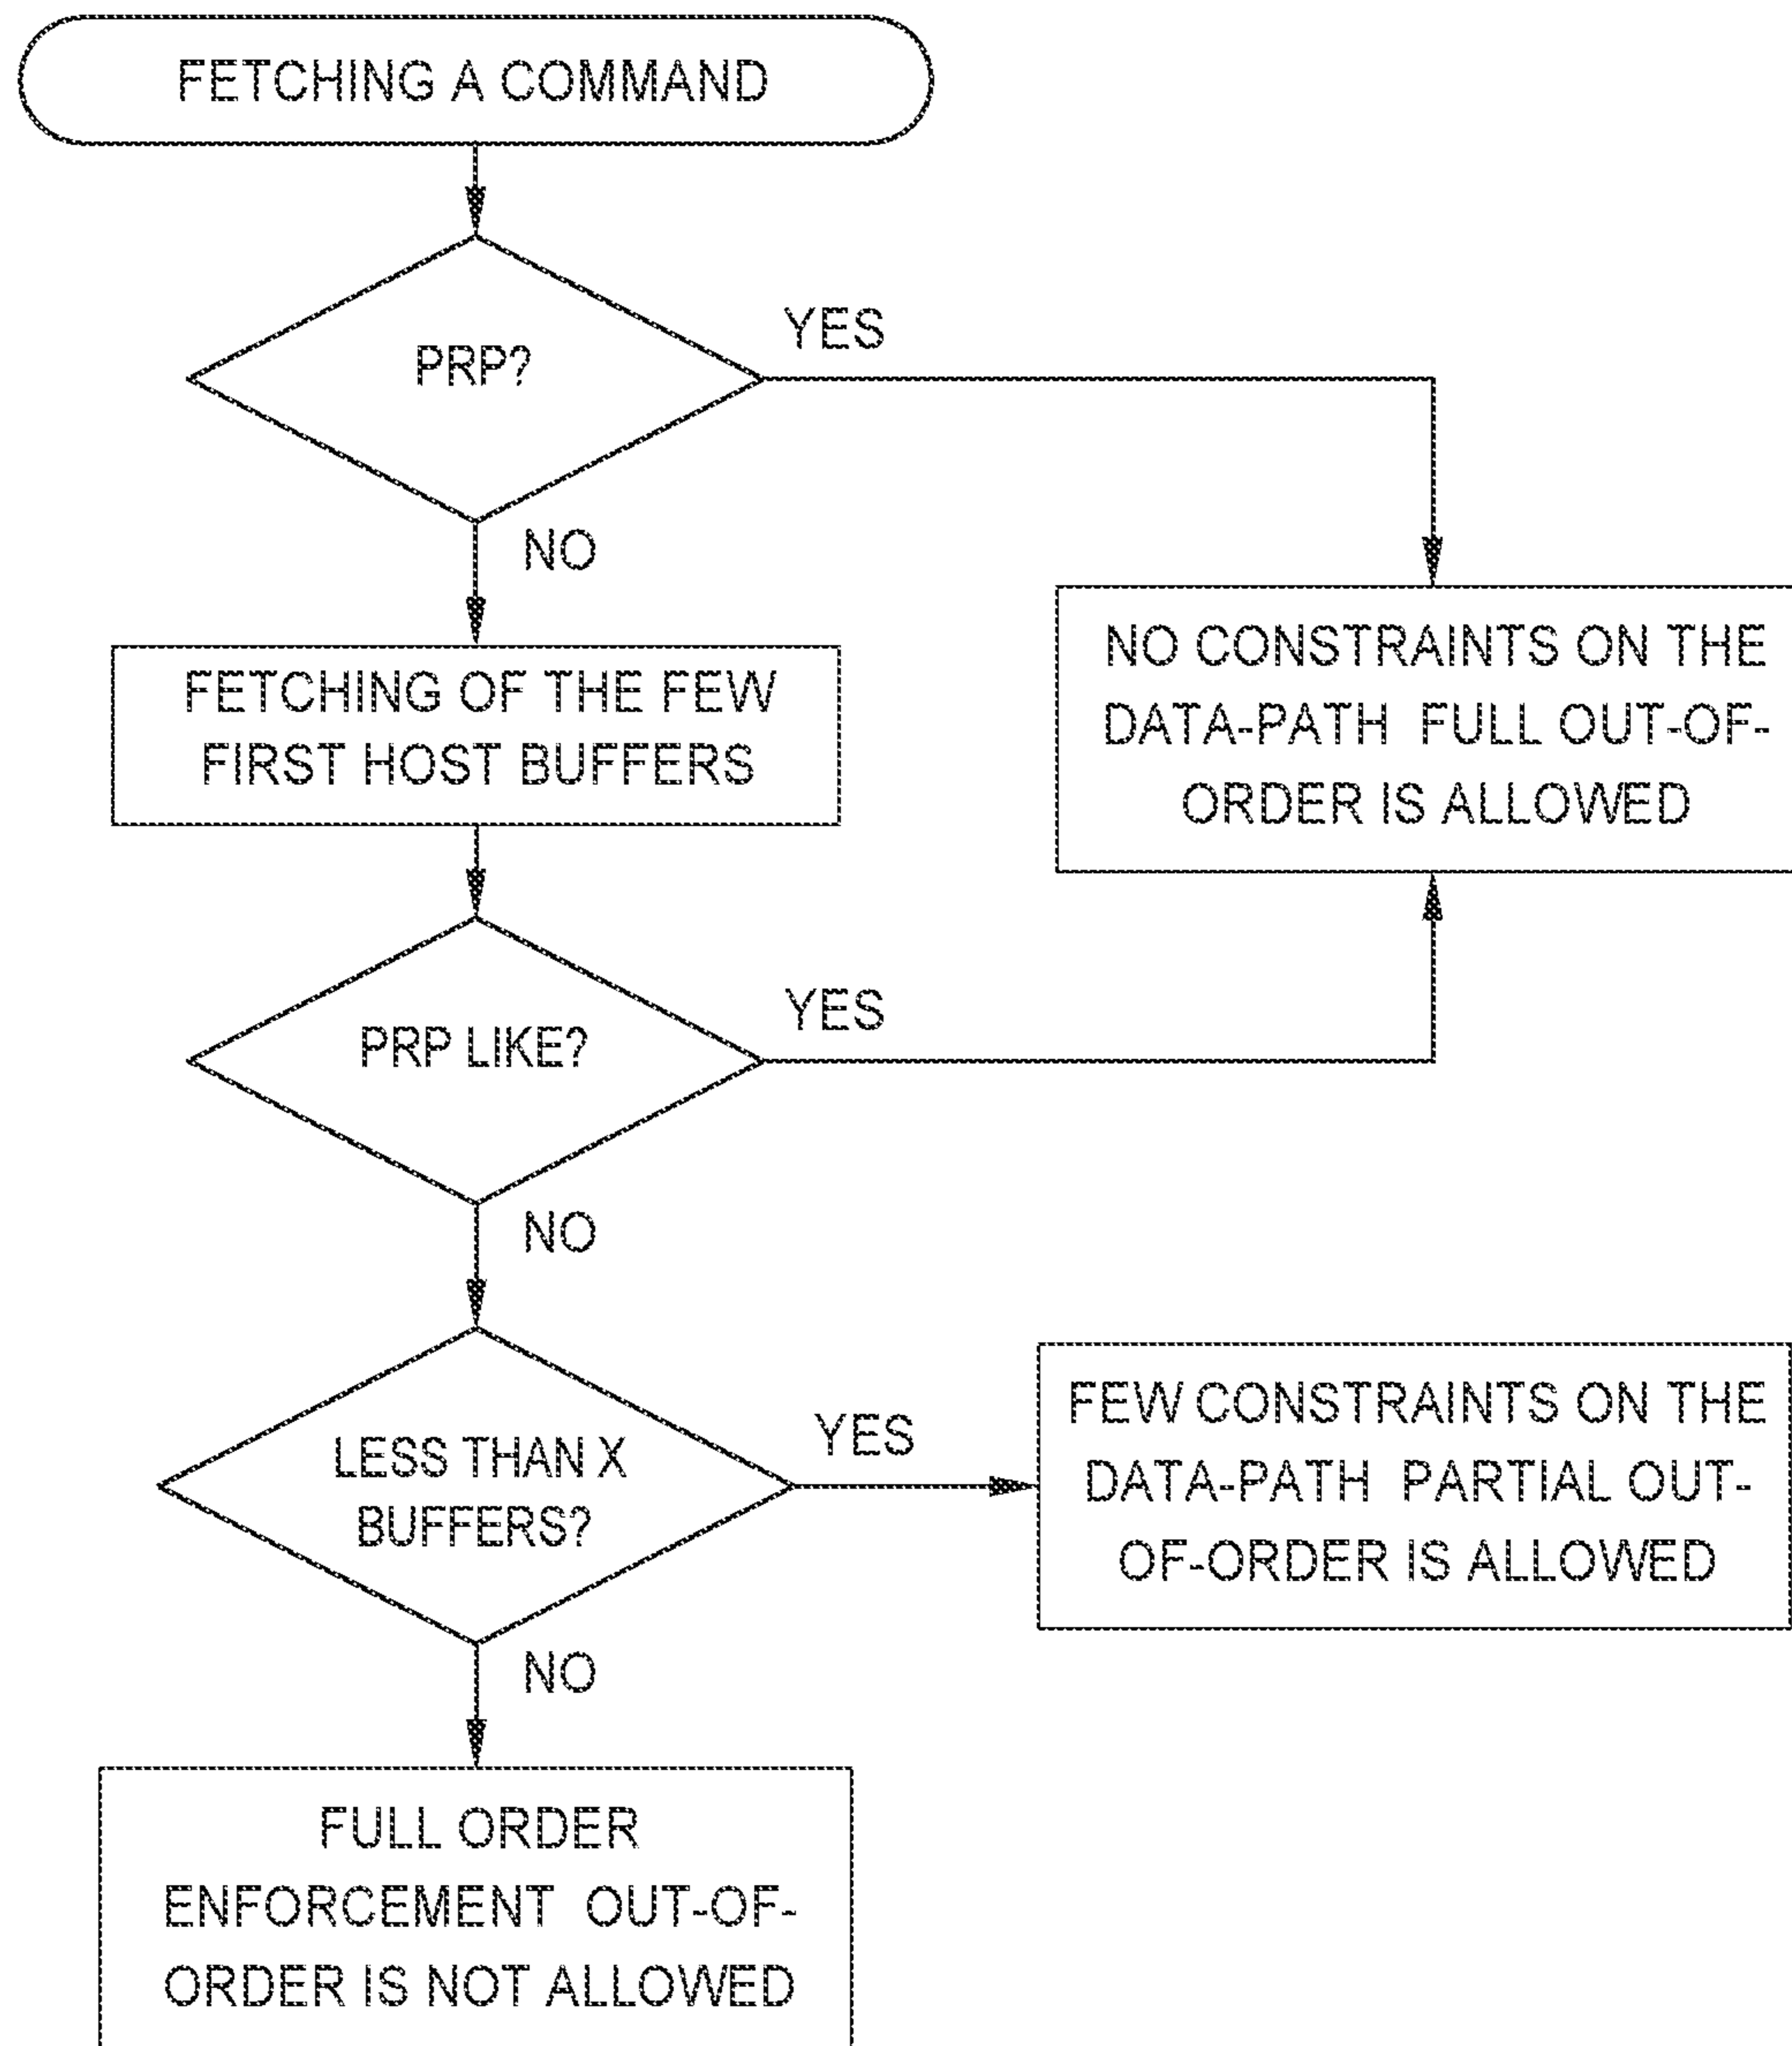 FETCHING A COMMAND
PRP?
YES
NO
FETCHING OF THE FEW
FIRST HOST BUFFERS
NO CONSTRAINTS ON THE
DATA-PATH FULL OUT-OF-
ORDER IS ALLOWED
PRP LIKE?
YES
NO
LESS THAN X
BUFFERS?
YES
FEW CONSTRAINTS ON THE
DATA-PATH PARTIAL OUT-
OF-ORDER IS ALLOWED
NO
FULL ORDER
ENFORCEMENT OUT-OF-
ORDER IS NOT ALLOWED